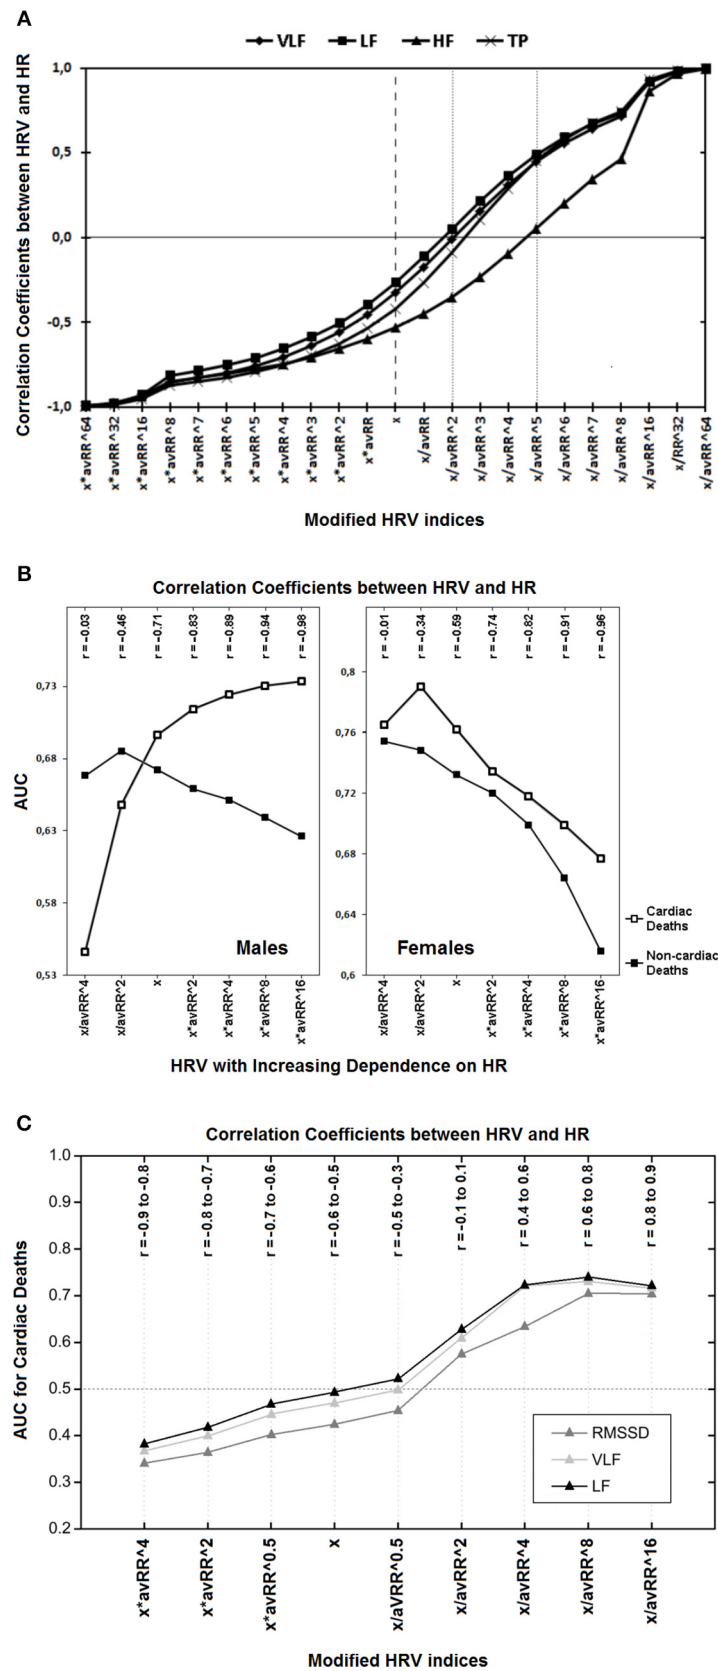 A
VLF LF HF TP
Correlation Coefficients between HRV and HR
1,0
0,5
0,0
-0,5
-1,0
x*avRR^64
x*avRR^32
x*avRR^16
x*avRR^8
x*avRR^7
x*avRR^6
x*avRR^5
x*avRR^4
x*avRR^3
x*avRR^2
x*avRR
x
x/avRR
x/avRR^2
x/avRR^3
x/avRR^4
x/avRR^5
x/avRR^6
x/avRR^7
x/avRR^8
x/avRR^16
x/RR^32
x/avRR^64
Modified HRV indices
B
Correlation Coefficients between HRV and HR
r = -0.03
r = -0.46
r = -0.71
r = -0.83
r = -0.89
r = -0.94
r = -0.98
r = -0.01
r = -0.34
r = -0.59
r = -0.74
r = -0.82
r = -0.91
r = -0.96
AUC
0,73
0,68
0,63
0,58
0,53
0,8
0,76
0,72
0,68
0,64
0,6
Males
Females
Cardiac
Deaths
Non-cardiac
Deaths
x/avRR^4
x/avRR^2
x
x*avRR^2
x*avRR^4
x*avRR^8
x*avRR^16
x/avRR^4
x/avRR^2
x
x*avRR^2
x*avRR^4
x*avRR^8
x*avRR^16
HRV with Increasing Dependence on HR
C
Correlation Coefficients between HRV and HR
AUC for Cardiac Deaths
1.0
0.9
0.8
0.7
0.6
0.5
0.4
0.3
0.2
r = -0.9 to -0.8
r = -0.8 to -0.7
r = -0.7 to -0.6
r = -0.6 to -0.5
r = -0.5 to -0.3
r = -0.1 to 0.1
r = 0.4 to 0.6
r = 0.6 to 0.8
r = 0.8 to 0.9
RMSSD
VLF
LF
x*avRR^4
x*avRR^2
x*avRR^0.5
x
x/aVRR^0.5
x/avRR^2
x/avRR^4
x/avRR^8
x/avRR^16
Modified HRV indices